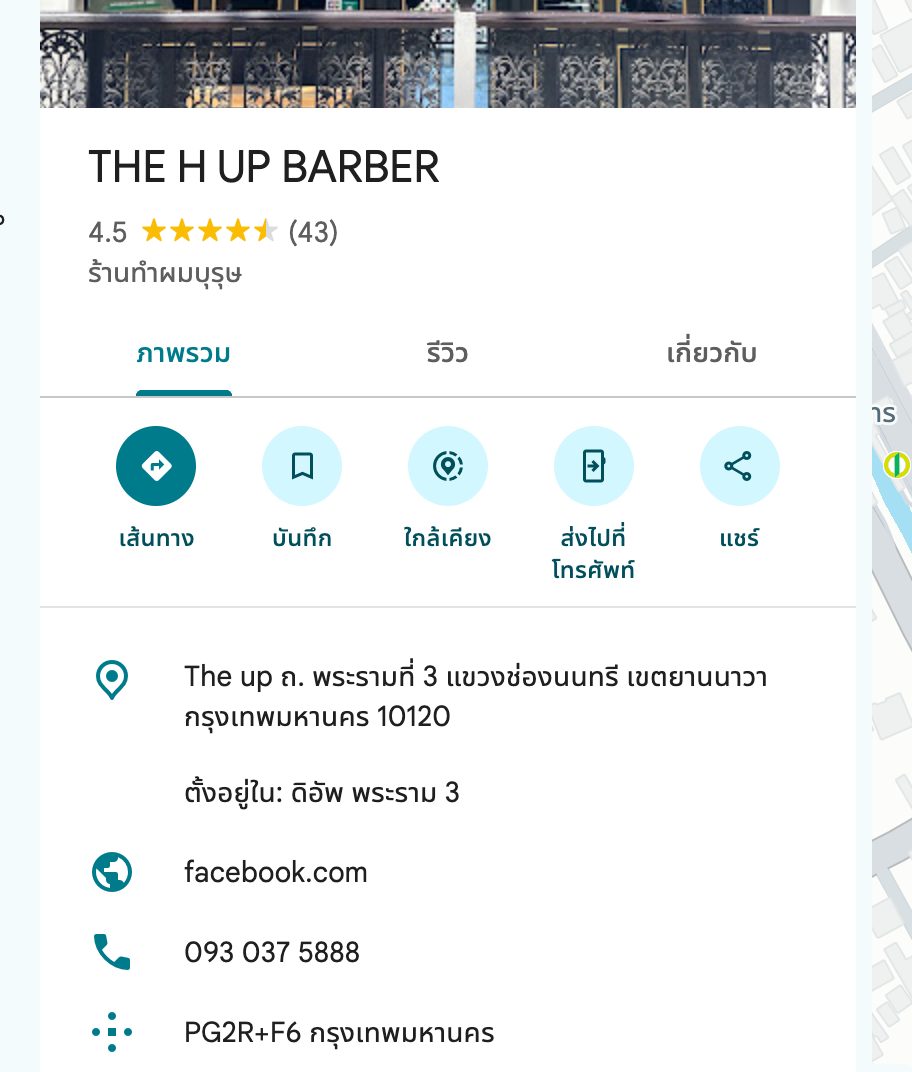 THE H UP BARBER
4.5 (43)
ร้านทำผมบุรุษ
ภาพรวม รีวิว เกี่ยวกับ
เส้นทาง บันทึก ใกล้เคียง ส่งไปที่ แชร์
โทรศัพท์
The up ถ. พระรามที่ 3 แขวงช่องนนทรี เขตยานนาวา
กรุงเทพมหานคร 10120
ตั้งอยู่ใน: ดิอัพ พระราม 3
facebook.com
093 037 5888
PG2R+F6 กรุงเทพมหานคร